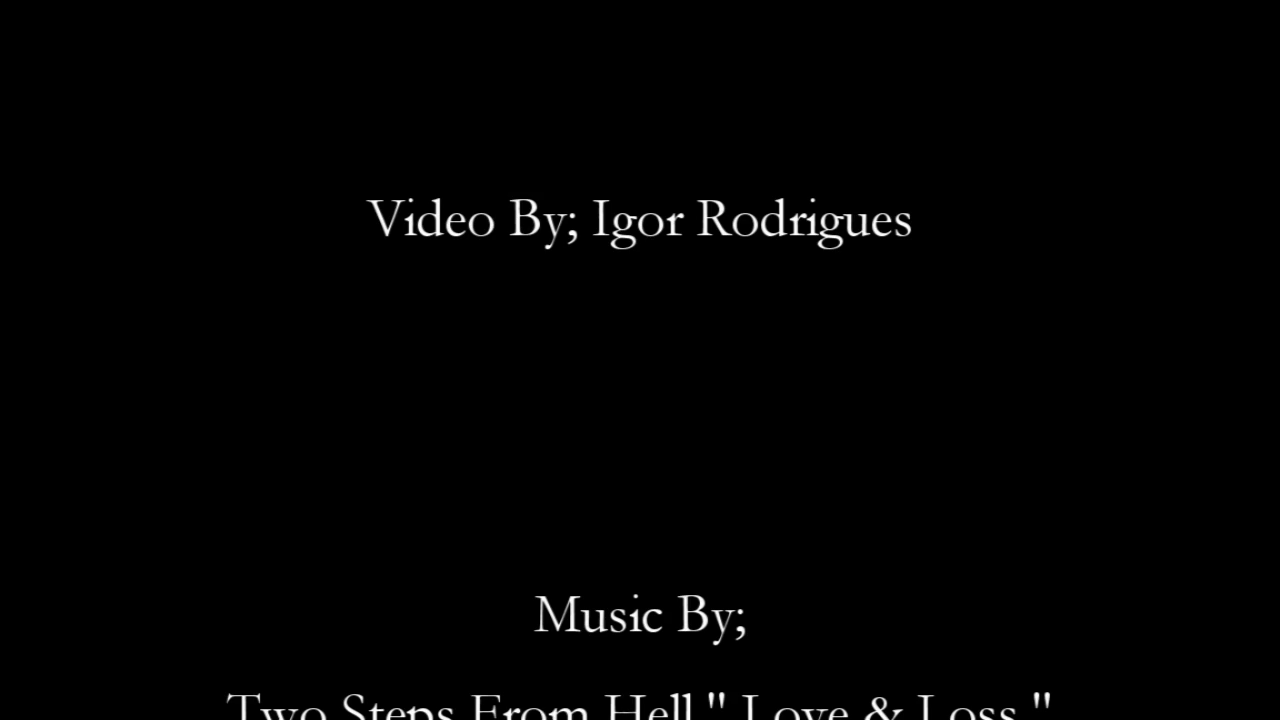 Video By; Igor Rodrigues
Music By;
Two Steps From Hell " Love & Loss "